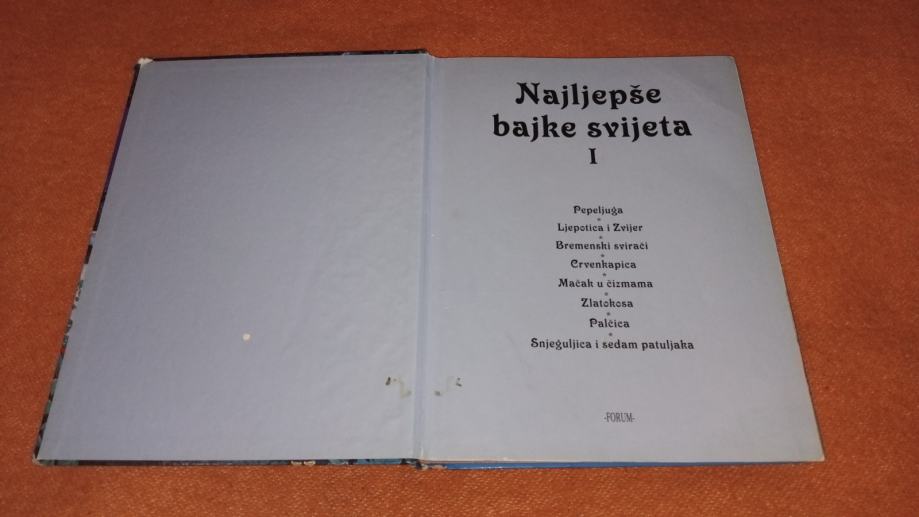 Najljepše
bajke svijeta
I
Pepeljuga
Ljepotica i Zvijer
Bremenski svirači
Crvenkapica
Mačak u čizmama
Zlatokosa
Palčica
Snjeguljica i sedam patuljaka
-FORUM-